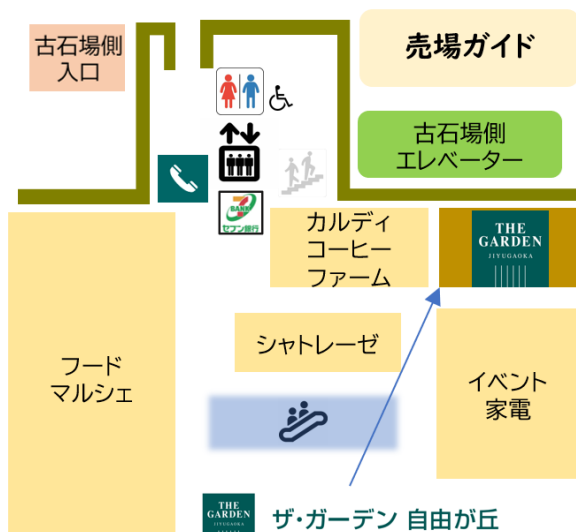 古石場側
入口
売場ガイド
古石場側
エレベーター
BANK
セブン銀行
カルディ
コーヒー
ファーム
THE
GARDEN
JIYUGAOKA
フード
マルシェ
シャトレーゼ
イベント
家電
THE
GARDEN
JIYUGAOKA
ザ・ガーデン 自由が丘